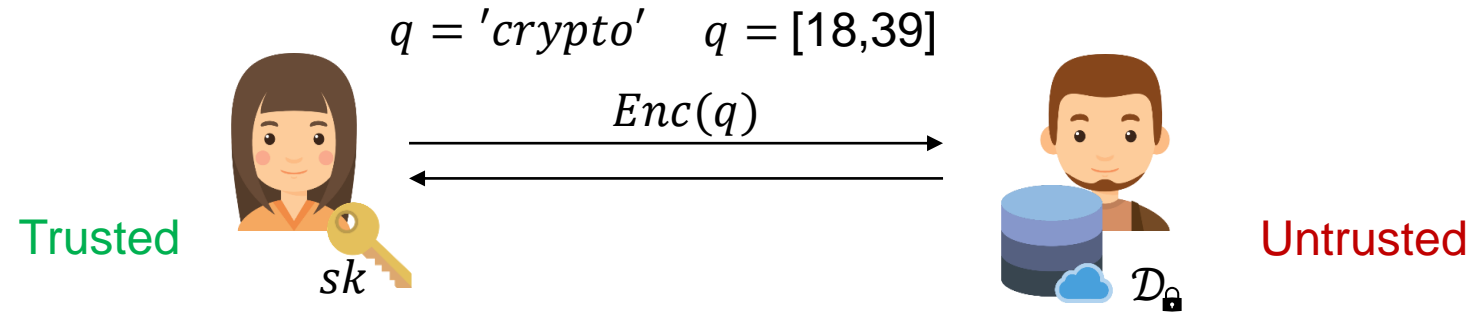 q = 'crypto' q = [18,39]
Enc(q)
Trusted
Untrusted
sk
𝒟